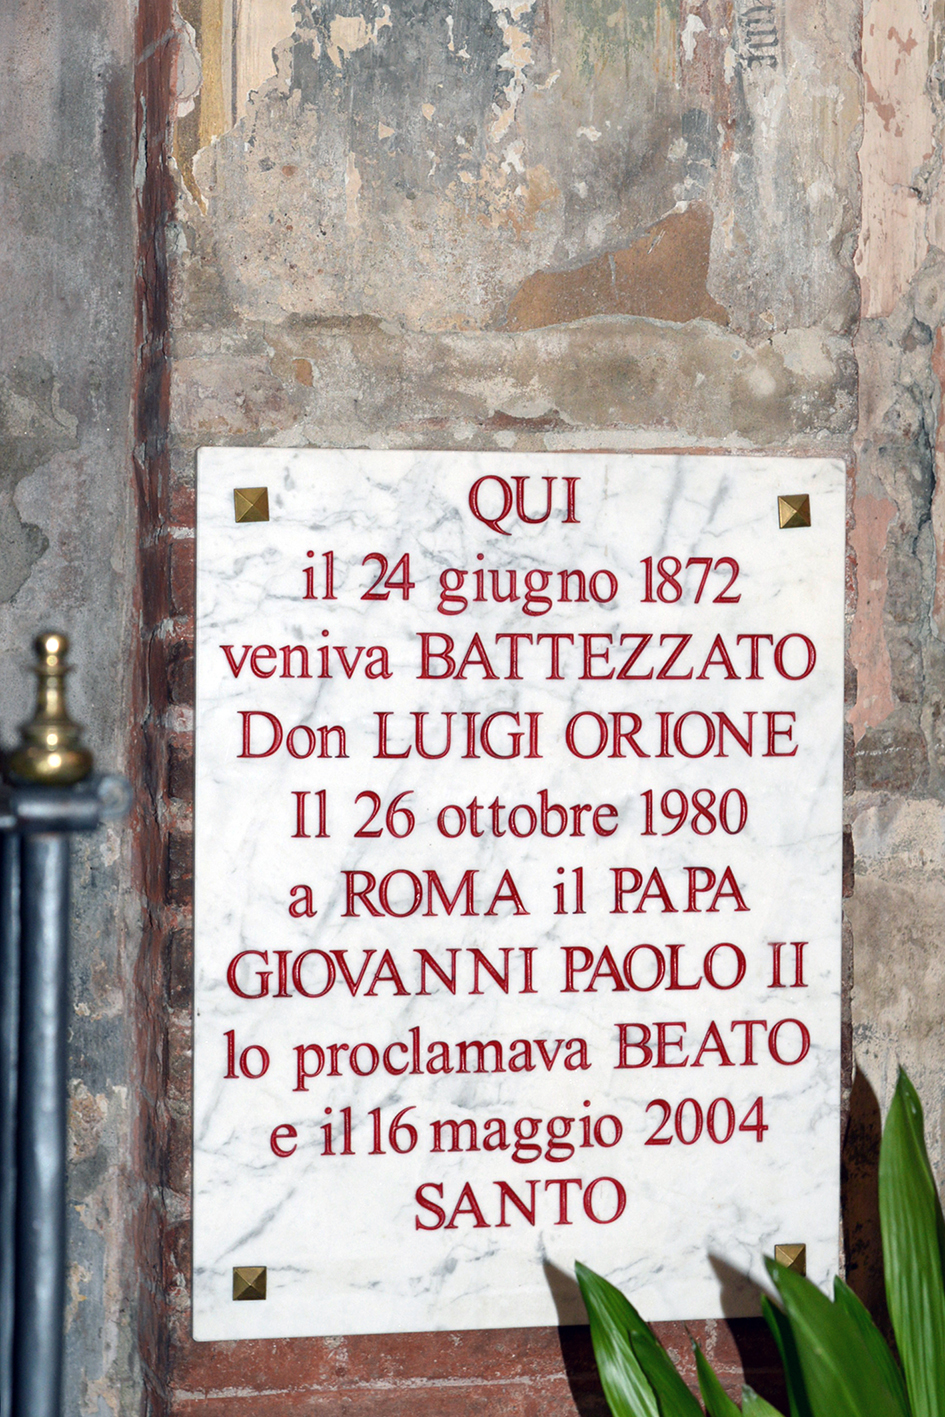 QUI
il 24 giugno 1872
veniva BATTEZZATO
Don LUIGI ORIONE
Il 26 ottobre 1980
a ROMA il PAPA
GIOVANNI PAOLO II
lo proclamava BEATO
e il 16 maggio 2004
SANTO